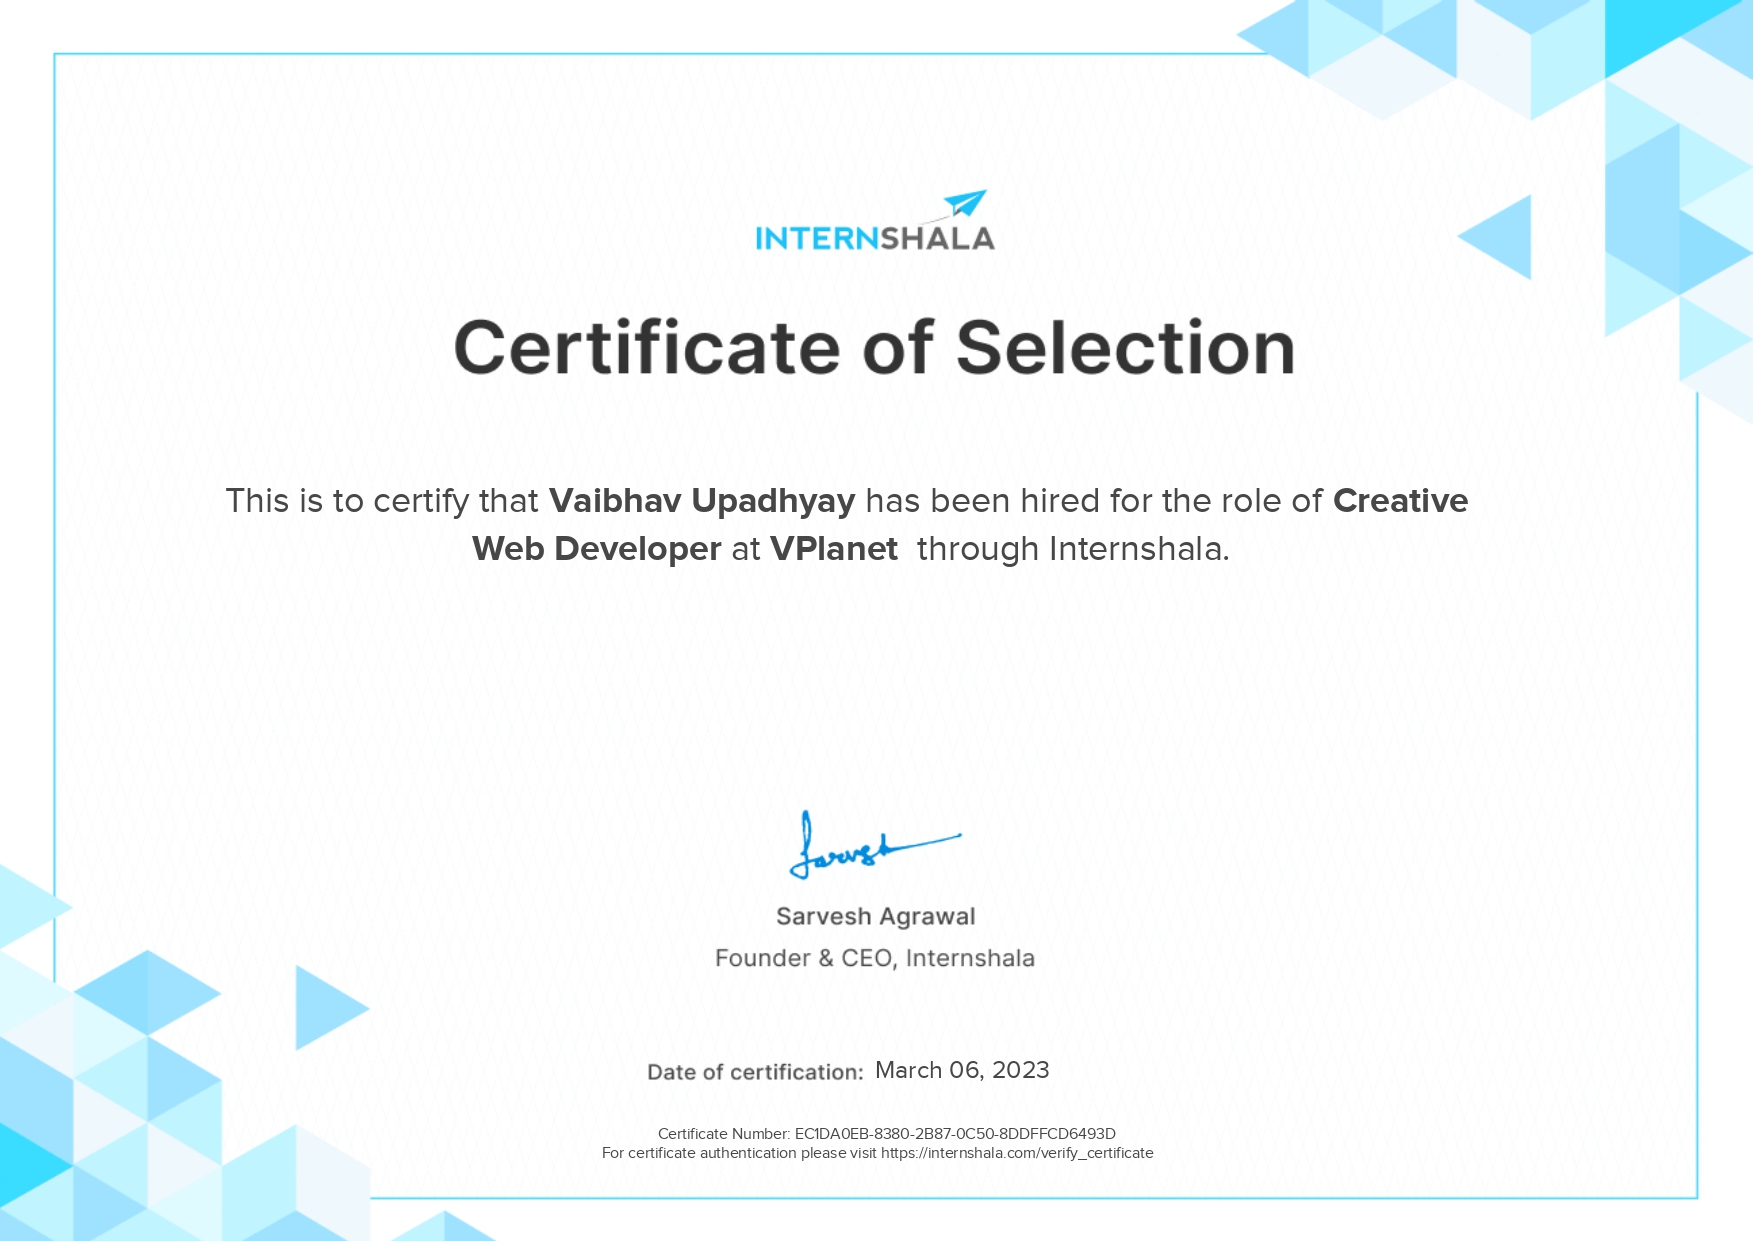 INTERNSHALA
Certificate of Selection
This is to certify that Vaibhav Upadhyay has been hired for the role of Creative
Web Developer at VPlanet  through Internshala.
Sarvesh
Sarvesh Agrawal
Founder & CEO, Internshala
Date of certification: March 06, 2023
Certificate Number: EC1DA0EB-8380-2B87-0C50-8DDFFCD6493D
For certificate authentication please visit https://internshala.com/verify_certificate